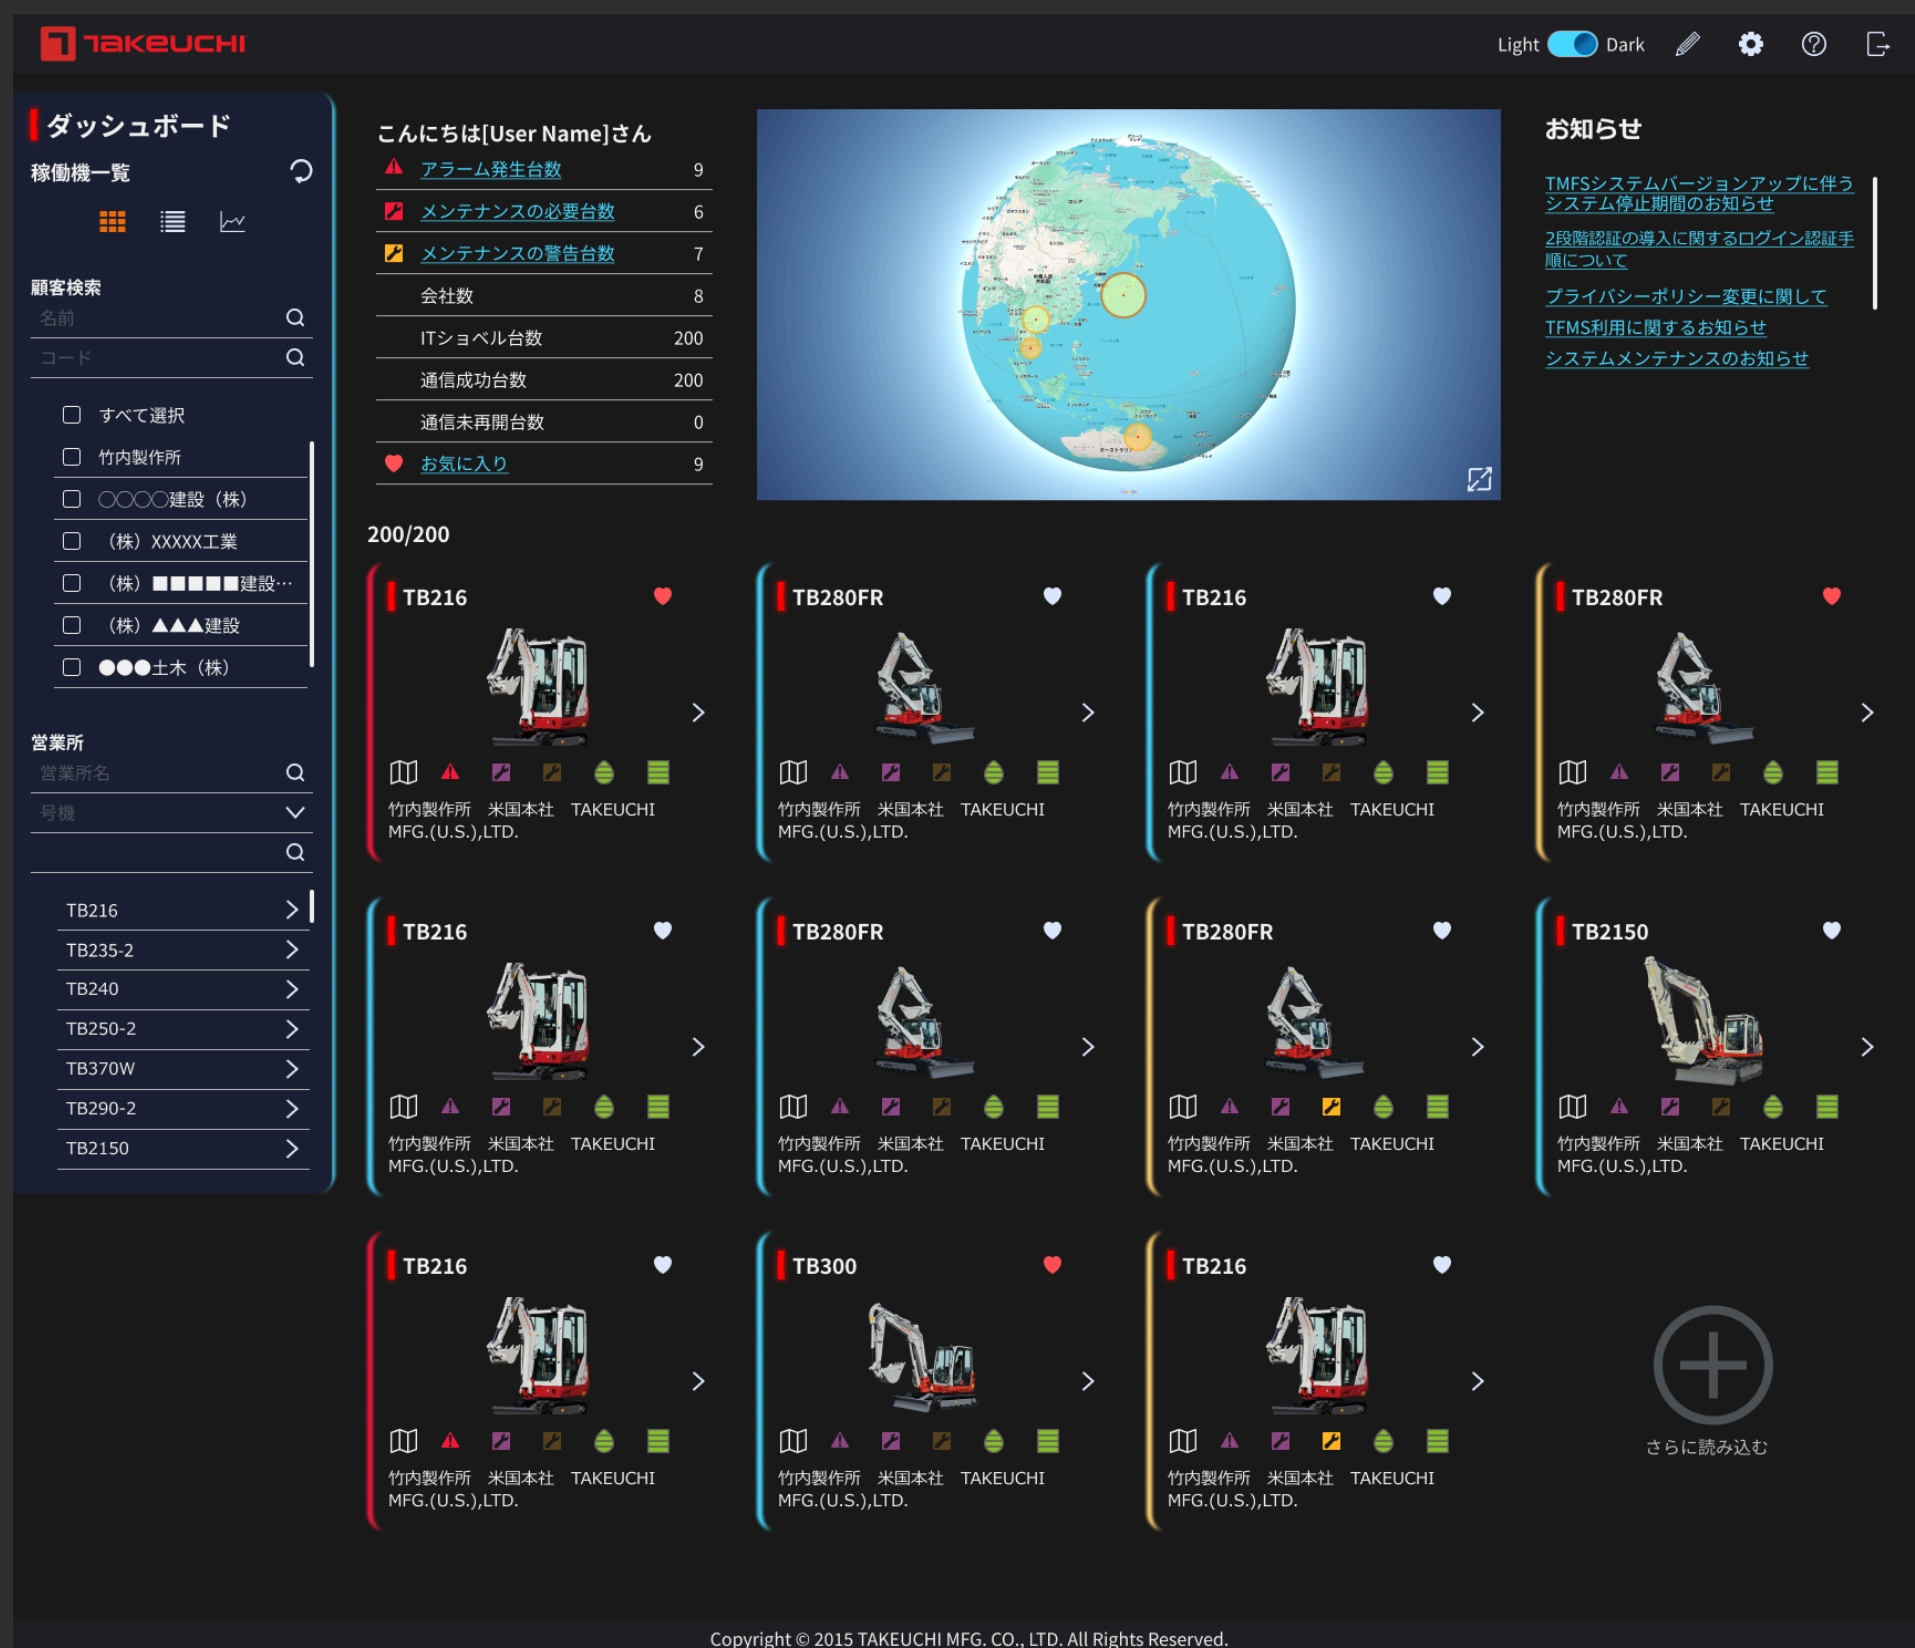 TAKEUCHI
Light
Dark
ダッシュボード
稼働機一覧
顧客検索
名前
コード
すべて選択
竹内製作所
〇〇〇〇建設（株）
（株）XXXXX工業
（株）■■■■■建設…
（株）▲▲▲建設
●●●土木（株）
営業所
営業所名
号機
TB216
TB235-2
TB240
TB250-2
TB370W
TB290-2
TB2150
こんにちは[User Name]さん
アラーム発生台数 9
メンテナンスの必要台数 6
メンテナンスの警告台数 7
会社数 8
ITショベル台数 200
通信成功台数 200
通信未再開台数 0
お気に入り 9
ロシア
オーストラリア
Google
お知らせ
TMFSシステムバージョンアップに伴う
システム停止期間のお知らせ
2段階認証の導入に関するログイン認証手
順について
プライバシーポリシー変更に関して
TFMS利用に関するお知らせ
システムメンテナンスのお知らせ
200/200
TB216
竹内製作所　米国本社　TAKEUCHI
MFG.(U.S.),LTD.
TB280FR
竹内製作所　米国本社　TAKEUCHI
MFG.(U.S.),LTD.
TB216
竹内製作所　米国本社　TAKEUCHI
MFG.(U.S.),LTD.
TB280FR
竹内製作所　米国本社　TAKEUCHI
MFG.(U.S.),LTD.
TB216
竹内製作所　米国本社　TAKEUCHI
MFG.(U.S.),LTD.
TB280FR
竹内製作所　米国本社　TAKEUCHI
MFG.(U.S.),LTD.
TB280FR
竹内製作所　米国本社　TAKEUCHI
MFG.(U.S.),LTD.
TB2150
竹内製作所　米国本社　TAKEUCHI
MFG.(U.S.),LTD.
TB216
竹内製作所　米国本社　TAKEUCHI
MFG.(U.S.),LTD.
TB300
竹内製作所　米国本社　TAKEUCHI
MFG.(U.S.),LTD.
TB216
竹内製作所　米国本社　TAKEUCHI
MFG.(U.S.),LTD.
さらに読み込む
Copyright © 2015 TAKEUCHI MFG. CO., LTD. All Rights Reserved.